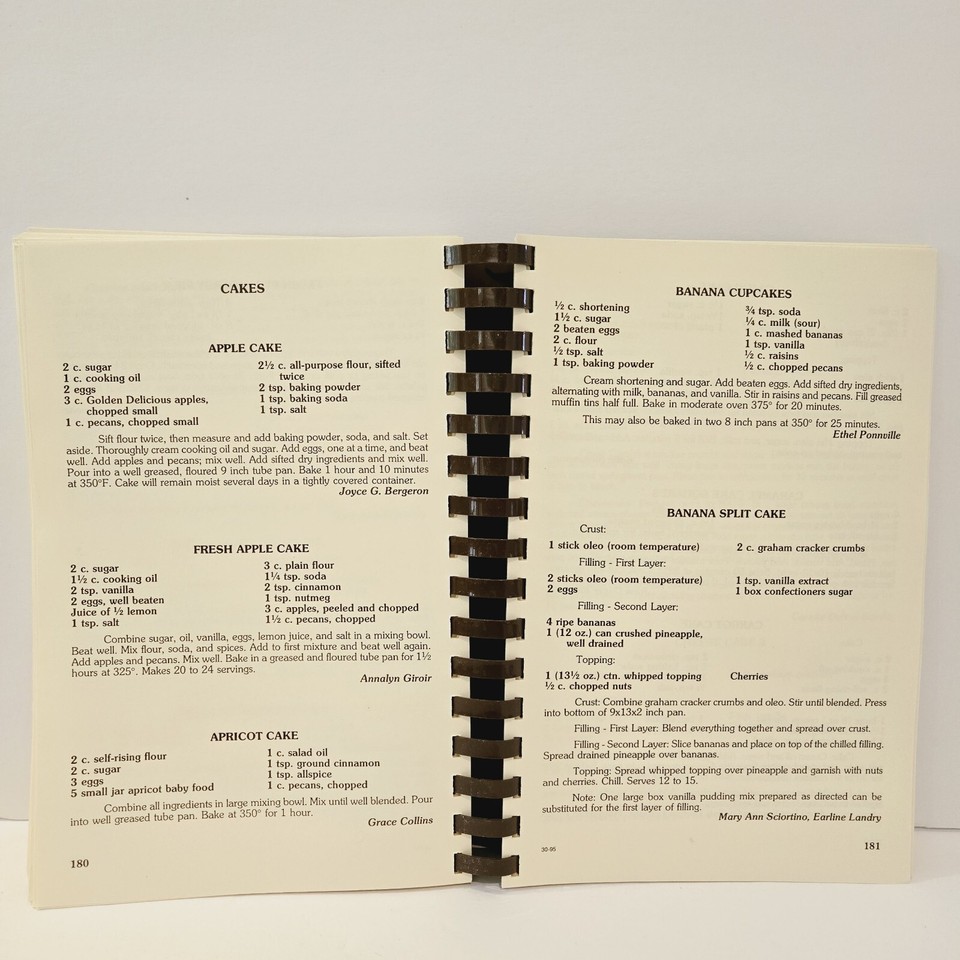 CAKES
APPLE CAKE
2 c. sugar
1 c. cooking oil
2 eggs
3 c. Golden Delicious apples,
chopped small
1 c. pecans, chopped small
2½ c. all-purpose flour, sifted
twice
2 tsp. baking powder
1 tsp. baking soda
1 tsp. salt
Sift flour twice, then measure and add baking powder, soda, and salt. Set
aside. Thoroughly cream cooking oil and sugar. Add eggs, one at a time, and beat
well. Add apples and pecans; mix well. Add sifted dry ingredients and mix well.
Pour into a well greased, floured 9 inch tube pan. Bake 1 hour and 10 minutes
at 350°F. Cake will remain moist several days in a tightly covered container.
Joyce G. Bergeron
FRESH APPLE CAKE
2 c. sugar
1½ c. cooking oil
2 tsp. vanilla
2 eggs, well beaten
Juice of ½ lemon
1 tsp. salt
3 c. plain flour
1¼ tsp. soda
2 tsp. cinnamon
1 tsp. nutmeg
3 c. apples, peeled and chopped
1½ c. pecans, chopped
Combine sugar, oil, vanilla, eggs, lemon juice, and salt in a mixing bowl.
Beat well. Mix flour, soda, and spices. Add to first mixture and beat well again.
Add apples and pecans. Mix well. Bake in a greased and floured tube pan for 1½
hours at 325°. Makes 20 to 24 servings.
Annalyn Giroir
APRICOT CAKE
2 c. self-rising flour
2 c. sugar
3 eggs
5 small jar apricot baby food
1 c. salad oil
1 tsp. ground cinnamon
1 tsp. allspice
1 c. pecans, chopped
Combine all ingredients in large mixing bowl. Mix until well blended. Pour
into well greased tube pan. Bake at 350° for 1 hour.
Grace Collins
180
BANANA CUPCAKES
½ c. shortening
1½ c. sugar
2 beaten eggs
2 c. flour
½ tsp. salt
1 tsp. baking powder
¾ tsp. soda
¼ c. milk (sour)
1 c. mashed bananas
1 tsp. vanilla
½ c. raisins
½ c. chopped pecans
Cream shortening and sugar. Add beaten eggs. Add sifted dry ingredients,
alternating with milk, bananas, and vanilla. Stir in raisins and pecans. Fill greased
muffin tins half full. Bake in moderate oven 375° for 20 minutes.
This may also be baked in two 8 inch pans at 350° for 25 minutes.
Ethel Ponnville
BANANA SPLIT CAKE
Crust:
1 stick oleo (room temperature)
2 c. graham cracker crumbs
Filling - First Layer:
2 sticks oleo (room temperature)
2 eggs
1 tsp. vanilla extract
1 box confectioners sugar
Filling - Second Layer:
4 ripe bananas
1 (12 oz.) can crushed pineapple,
well drained
Topping:
1 (13½ oz.) ctn. whipped topping
½ c. chopped nuts
Cherries
Crust: Combine graham cracker crumbs and oleo. Stir until blended. Press
into bottom of 9x13x2 inch pan.
Filling - First Layer: Blend everything together and spread over crust.
Filling - Second Layer: Slice bananas and place on top of the chilled filling.
Spread drained pineapple over bananas.
Topping: Spread whipped topping over pineapple and garnish with nuts
and cherries. Chill. Serves 12 to 15.
Note: One large box vanilla pudding mix prepared as directed can be
substituted for the first layer of filling.
Mary Ann Sciortino, Earline Landry
30-95
181